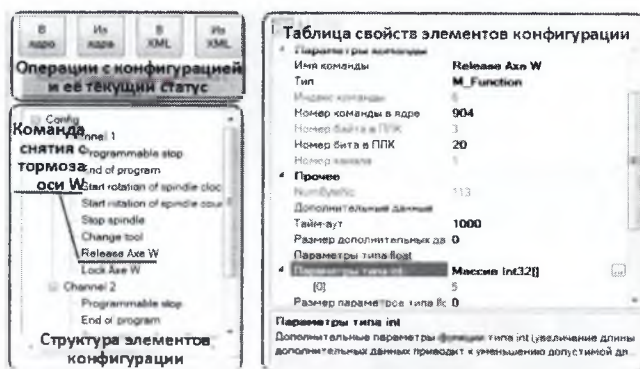 В ядро
Из ядра
В XML
Из XML
Операции с конфигурацией
и её текущий статус
Config
Channel 1
Команда
снятия с
тормоза
оси W
Programmable stop
End of program
Start rotation of spindle cloc
Start rotation of spindle coun
Stop spindle
Change tool
Release Axe W
Lock Axe W
Channel 2
Programmable stop
End of program
Структура элементов
конфигурации
Таблица свойств элементов конфигурации
Параметры команды
Имя команды Release Axe W
Тип M_Function
Индекс команды 6
Номер команды в ядре 904
Номер байта в ПЛК 3
Номер бита в ПЛК 20
Номер канала 1
Прочее
NumByteNc 113
Дополнительные данные
Тайм-аут 1000
Размер дополнительных да 0
Параметры типа float
Параметры типа int Массив Int32[] ...
[0] 5
Размер параметров типа flc 0
Параметры типа int
Дополнительные параметры функции типа int (увеличение длины
дополнительных данных приводит к уменьшению допустимой дл